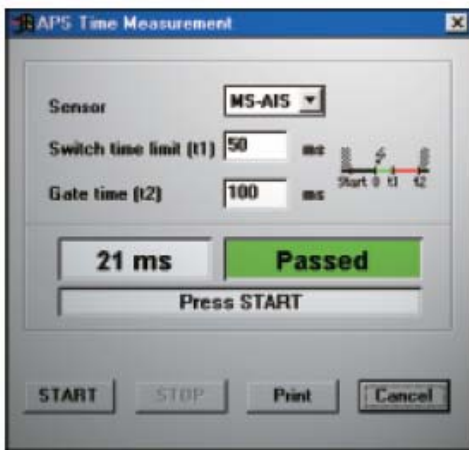 APS Time Measurement
Sensor MS-AIS
Switch time limit (t1) 50 ms
Gate time (t2) 100 ms
Start 0 t1 t2
21 ms Passed
Press START
START STOP Print Cancel